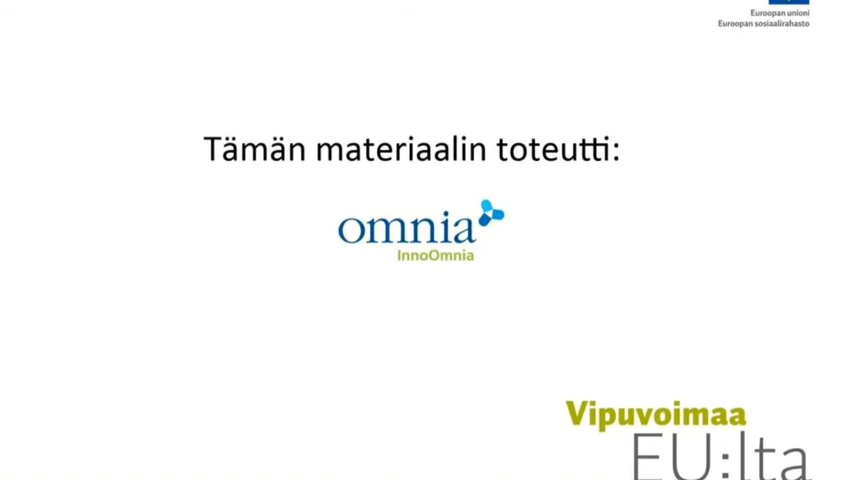 Euroopan unioni
Euroopan sosiaalirahasto
Tämän materiaalin toteutti:
omnia
InnoOmnia
Vipuvoimaa
EU:lta